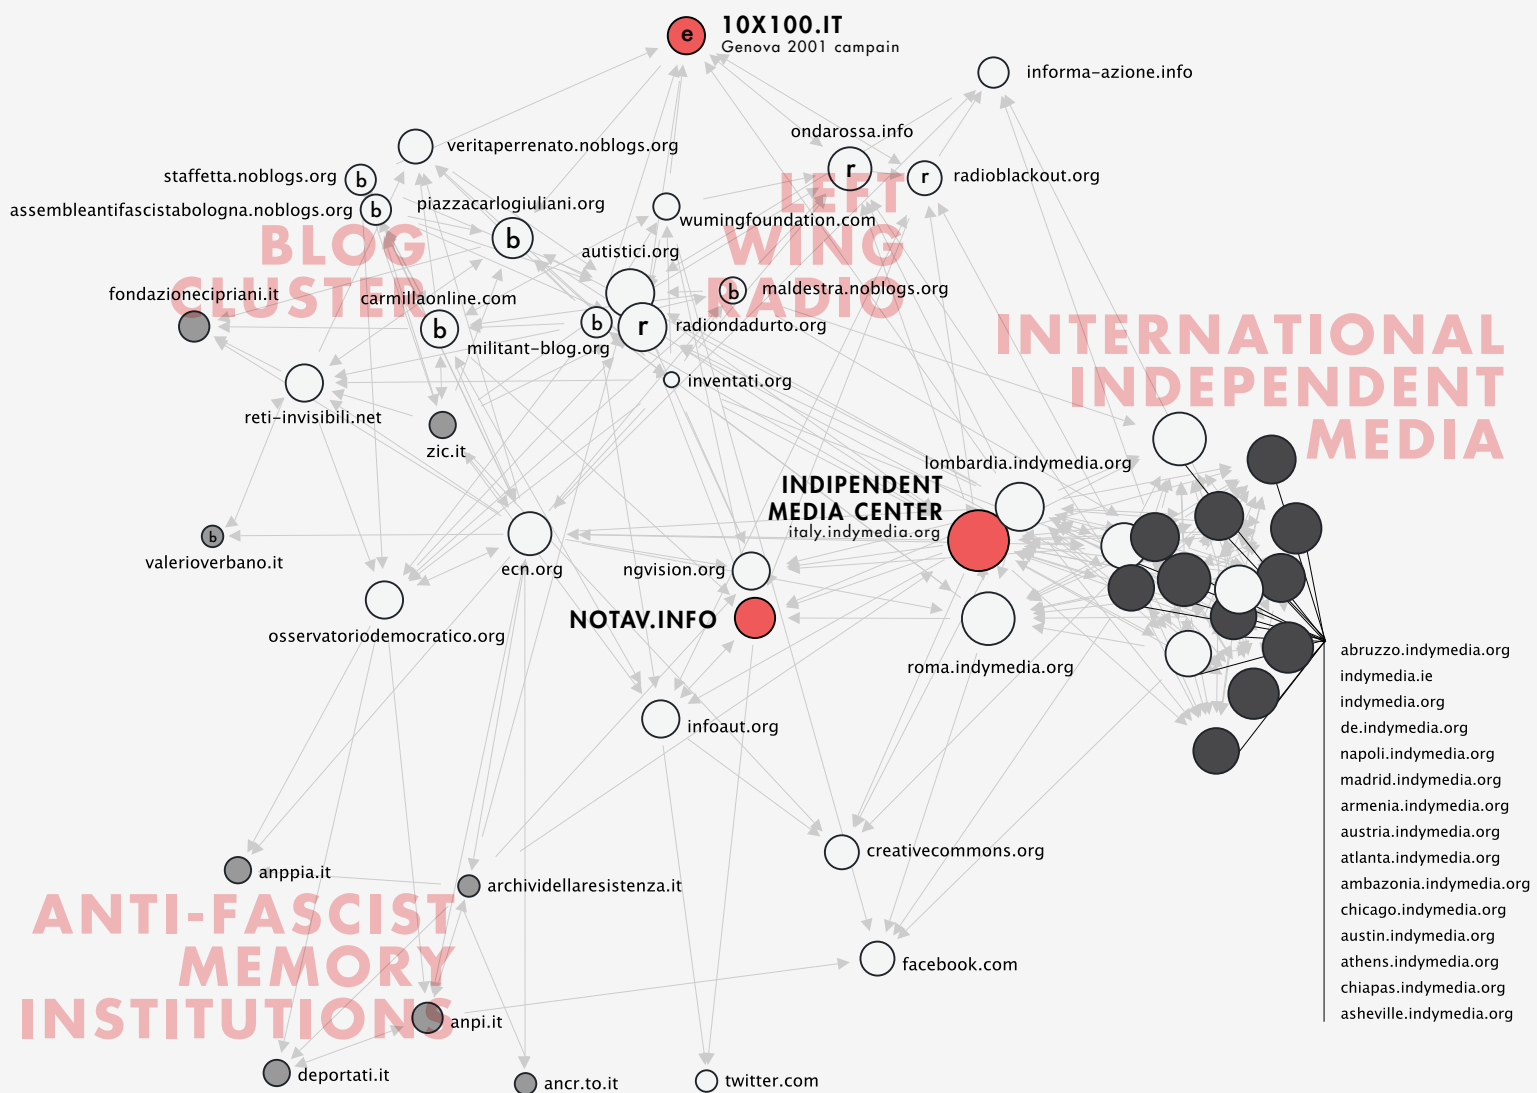 e
10X100.IT
Genova 2001 campain
informa-azione.info
ondarossa.info
r
r
radioblackout.org
veritaperrenato.noblogs.org
staffetta.noblogs.org
b
assembleantifascistabologna.noblogs.org
b
piazzacarlogiuliani.org
b
wumingfoundation.com
LEFT
WING
RADIO
BLOG
CLUSTER
autistici.org
fondazionecipriani.it
carmillaonline.com
b
b
maldestra.noblogs.org
b
r
radiondadurto.org
militant-blog.org
inventati.org
INTERNATIONAL
INDEPENDENT
MEDIA
reti-invisibili.net
zic.it
lombardia.indymedia.org
INDIPENDENT
MEDIA CENTER
italy.indymedia.org
b
valerioverbano.it
ecn.org
ngvision.org
NOTAV.INFO
osservatoriodemocratico.org
roma.indymedia.org
abruzzo.indymedia.org
indymedia.ie
indymedia.org
de.indymedia.org
napoli.indymedia.org
madrid.indymedia.org
armenia.indymedia.org
austria.indymedia.org
atlanta.indymedia.org
ambazonia.indymedia.org
chicago.indymedia.org
austin.indymedia.org
athens.indymedia.org
chiapas.indymedia.org
asheville.indymedia.org
infoaut.org
creativecommons.org
anppia.it
archividellaresistenza.it
ANTI-FASCIST
MEMORY
INSTITUTIONS
facebook.com
anpi.it
deportati.it
ancr.to.it
twitter.com